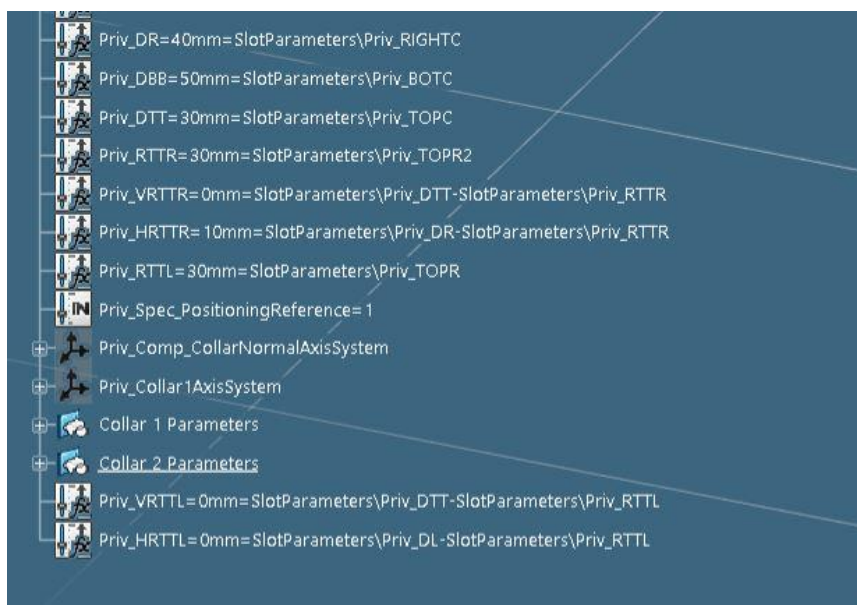 Priv_DR=40mm=SlotParameters\Priv_RIGHTC
Priv_DBB=50mm=SlotParameters\Priv_BOTC
Priv_DTT=30mm=SlotParameters\Priv_TOPC
Priv_RTTR=30mm=SlotParameters\Priv_TOPR2
Priv_VRTTR=0mm=SlotParameters\Priv_DTT-SlotParameters\Priv_RTTR
Priv_HRTTR=10mm=SlotParameters\Priv_DR-SlotParameters\Priv_RTTR
Priv_RTTL=30mm=SlotParameters\Priv_TOPR
IN Priv_Spec_PositioningReference=1
Priv_Comp_CollarNormalAxisSystem
Priv_Collar1AxisSystem
Collar 1 Parameters
Collar 2 Parameters
Priv_VRTTL=0mm=SlotParameters\Priv_DTT-SlotParameters\Priv_RTTL
Priv_HRTTL=0mm=SlotParameters\Priv_DL-SlotParameters\Priv_RTTL